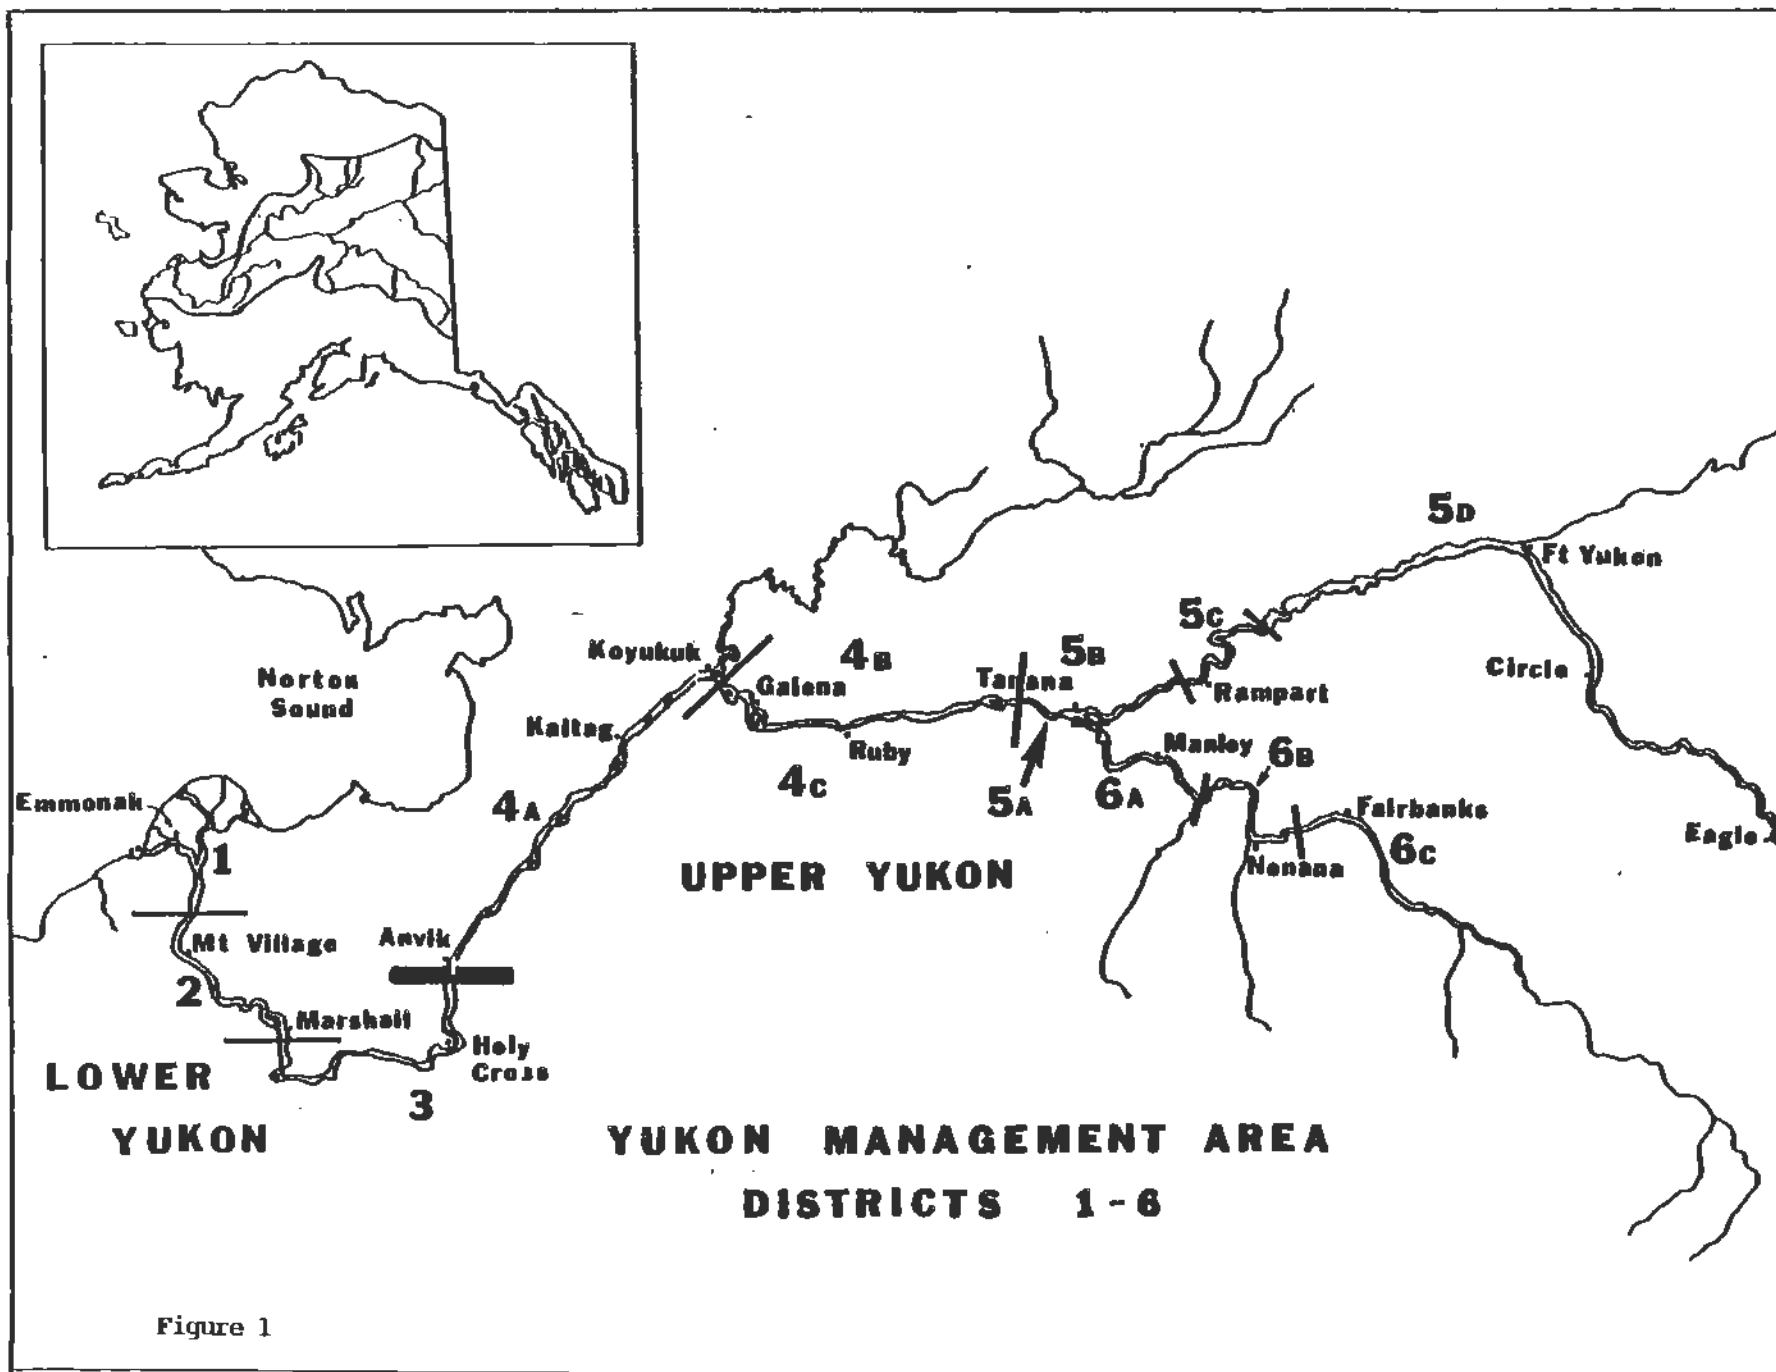 5D
Ft Yukon
5C
Koyukuk
4B
5B
Norton
Sound
Galena
Tanana
Rampart
Circle
Kaltag
Ruby
Manley
6B
Emmonak
4A
4C
5A
6A
Fairbanks
Eagle
1
UPPER YUKON
Nenana
6C
Mt Village
Anvik
2
Marshall
Holy
Cross
LOWER
YUKON
3
YUKON MANAGEMENT AREA
DISTRICTS 1-6
Figure 1